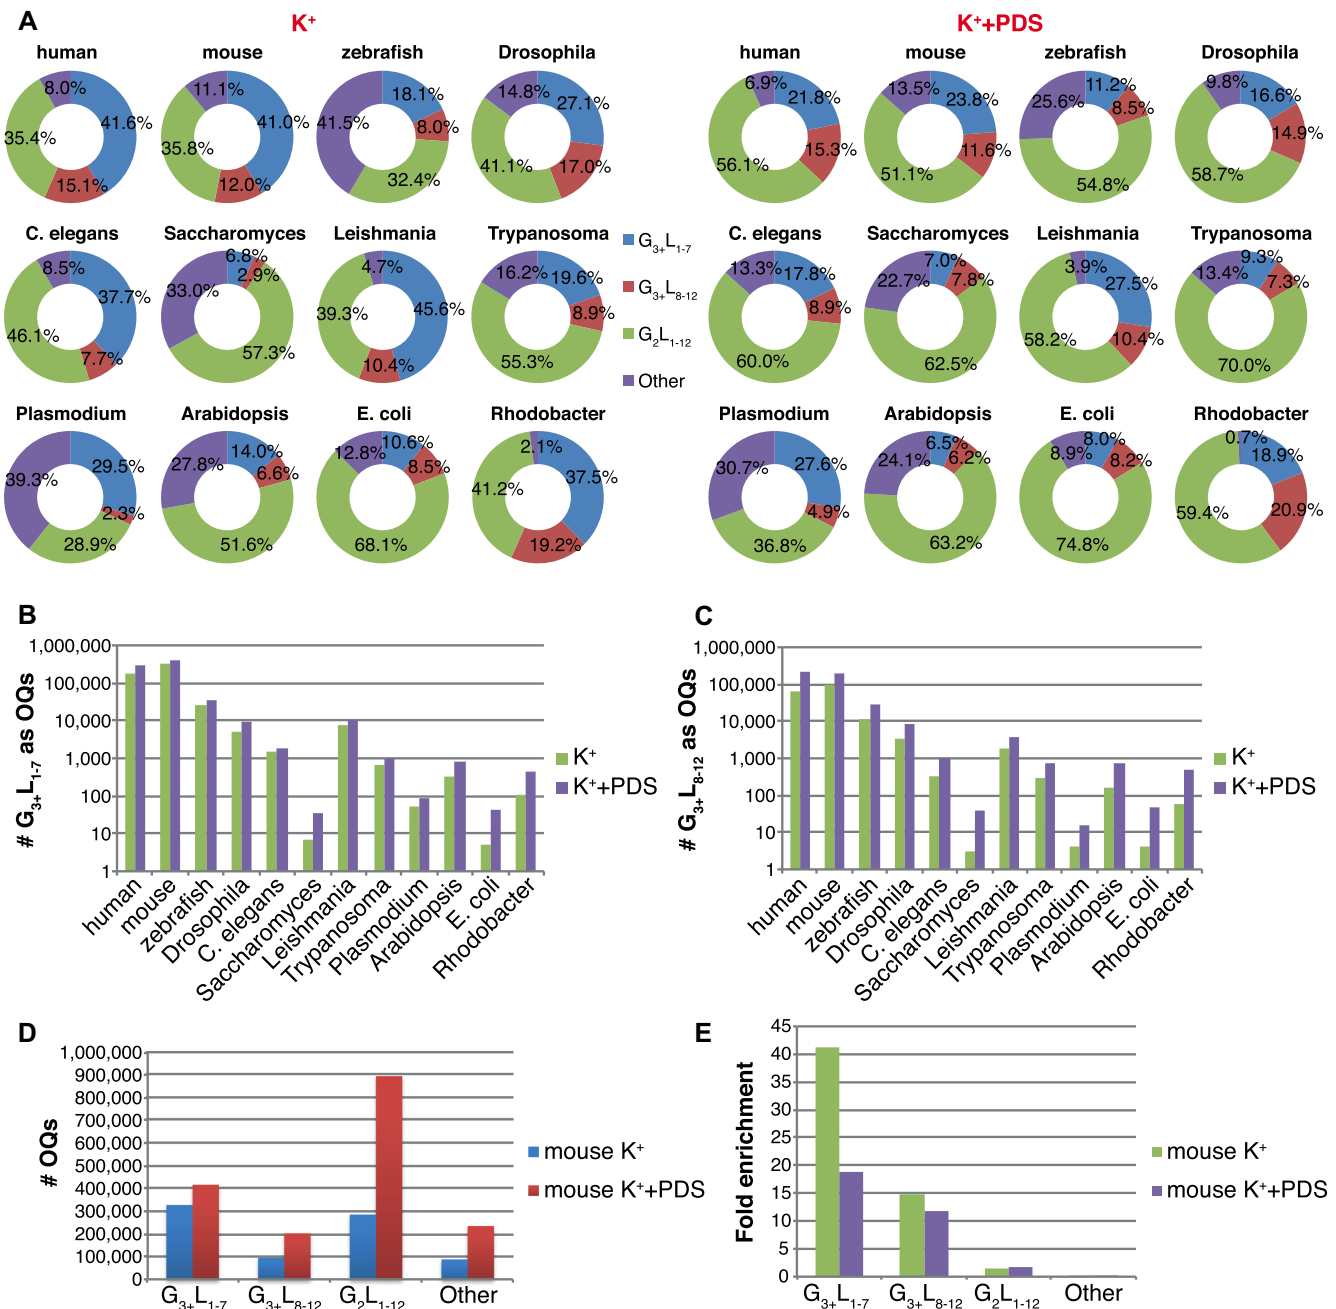 A
K+
K++PDS
human mouse zebrafish Drosophila human mouse zebrafish Drosophila
8.0% 41.6% 15.1% 35.4%
11.1% 41.0% 12.0% 35.8%
18.1% 8.0% 32.4% 41.5%
14.8% 27.1% 17.0% 41.1%
6.9% 21.8% 15.3% 56.1%
13.5% 23.8% 11.6% 51.1%
11.2% 8.5% 54.8% 25.6%
9.8% 16.6% 14.9% 58.7%
C. elegans Saccharomyces Leishmania Trypanosoma C. elegans Saccharomyces Leishmania Trypanosoma
8.5% 37.7% 7.7% 46.1%
6.8% 2.9% 57.3% 33.0%
4.7% 45.6% 10.4% 39.3%
16.2% 19.6% 8.9% 55.3%
G3+L1-7
G3+L8-12
G2L1-12
Other
13.3% 17.8% 8.9% 60.0%
7.0% 7.8% 62.5% 22.7%
3.9% 27.5% 10.4% 58.2%
9.3% 7.3% 70.0% 13.4%
Plasmodium Arabidopsis E. coli Rhodobacter Plasmodium Arabidopsis E. coli Rhodobacter
39.3% 29.5% 2.3% 28.9%
27.8% 14.0% 6.6% 51.6%
12.8% 10.6% 8.5% 68.1%
2.1% 37.5% 19.2% 41.2%
30.7% 27.6% 4.9% 36.8%
24.1% 6.5% 6.2% 63.2%
8.9% 8.0% 8.2% 74.8%
0.7% 18.9% 20.9% 59.4%
B
# G3+L1-7 as OQs
1,000,000
100,000
10,000
1,000
100
10
1
human mouse zebrafish Drosophila C. elegans Saccharomyces Leishmania Trypanosoma Plasmodium Arabidopsis E. coli Rhodobacter
K+
K++PDS
C
# G3+L8-12 as OQs
1,000,000
100,000
10,000
1,000
100
10
1
human mouse zebrafish Drosophila C. elegans Saccharomyces Leishmania Trypanosoma Plasmodium Arabidopsis E. coli Rhodobacter
K+
K++PDS
D
# OQs
1,000,000
900,000
800,000
700,000
600,000
500,000
400,000
300,000
200,000
100,000
0
G3+L1-7 G3+L8-12 G2L1-12 Other
mouse K+
mouse K++PDS
E
Fold enrichment
45
40
35
30
25
20
15
10
5
0
G3+L1-7 G3+L8-12 G2L1-12 Other
mouse K+
mouse K++PDS